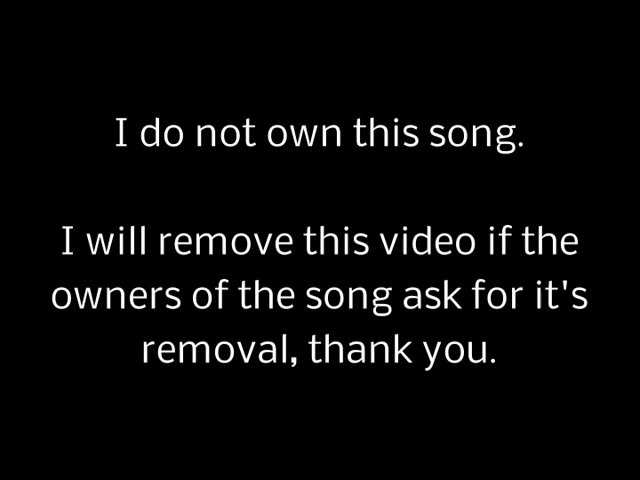 I do not own this song.
I will remove this video if the
owners of the song ask for it's
removal, thank you.